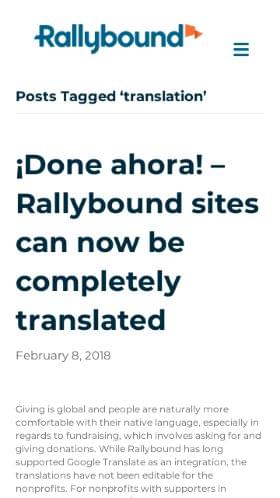 Rallybound
Posts Tagged ‘translation’
¡Done ahora! –
Rallybound sites
can now be
completely
translated
February 8, 2018
Giving is global and people are naturally more
comfortable with their native language, especially in
regards to fundraising, which involves asking for and
giving donations. While Rallybound has long
supported Google Translate as an integration, the
translations have not been editable for the
nonprofits. For nonprofits with supporters in